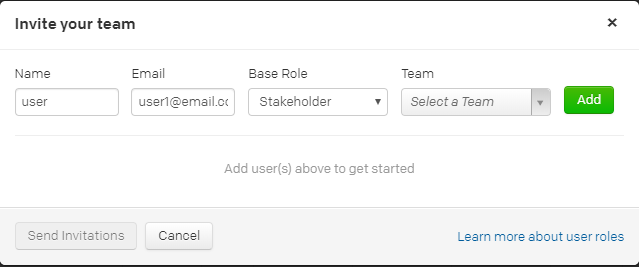 Invite your team ×
Name Email Base Role Team
user user1@email.cc Stakeholder Select a Team Add
Add user(s) above to get started
Send Invitations Cancel Learn more about user roles